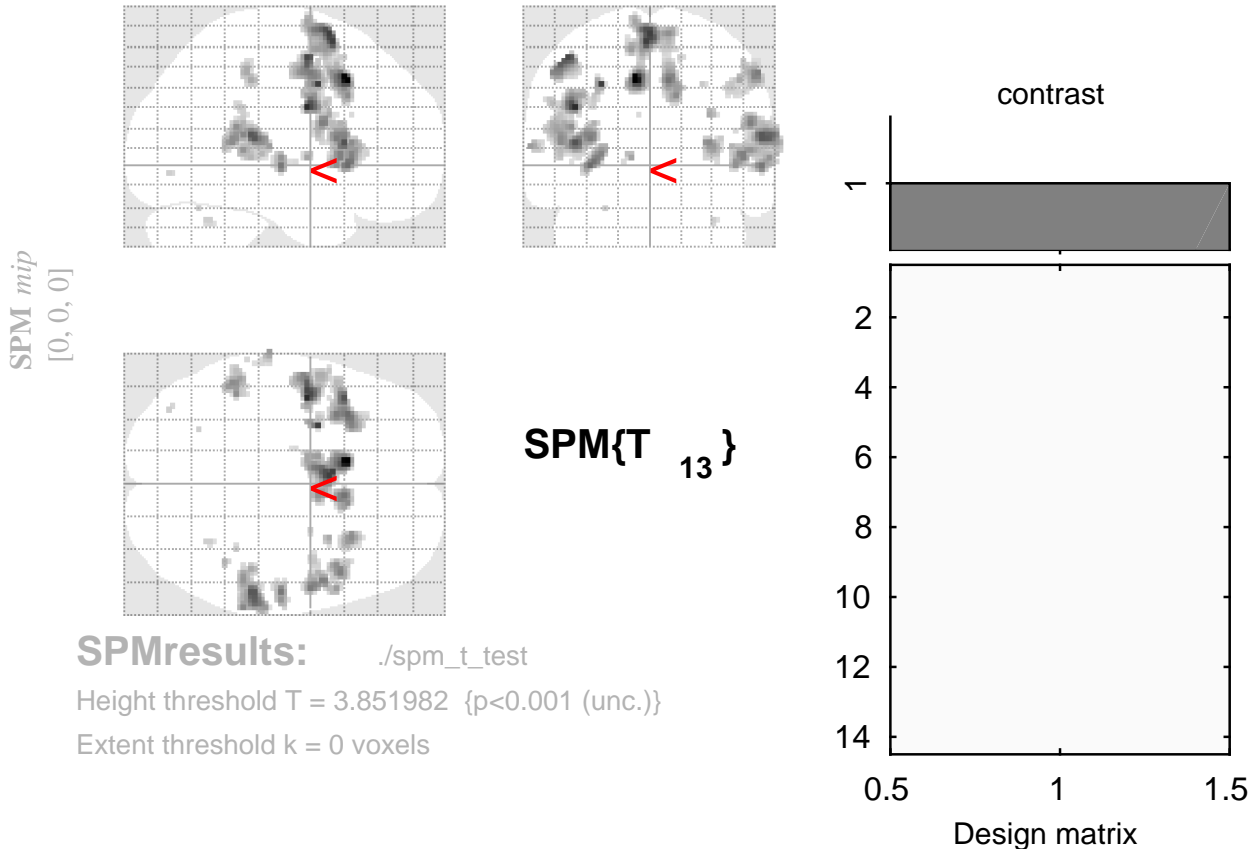 SPM mip
[0, 0, 0]
<
<
<
SPM{T 13}
SPMresults: ./spm_t_test
Height threshold T = 3.851982 {p<0.001 (unc.)}
Extent threshold k = 0 voxels
contrast
1
2
4
6
8
10
12
14
0.5 1 1.5
Design matrix